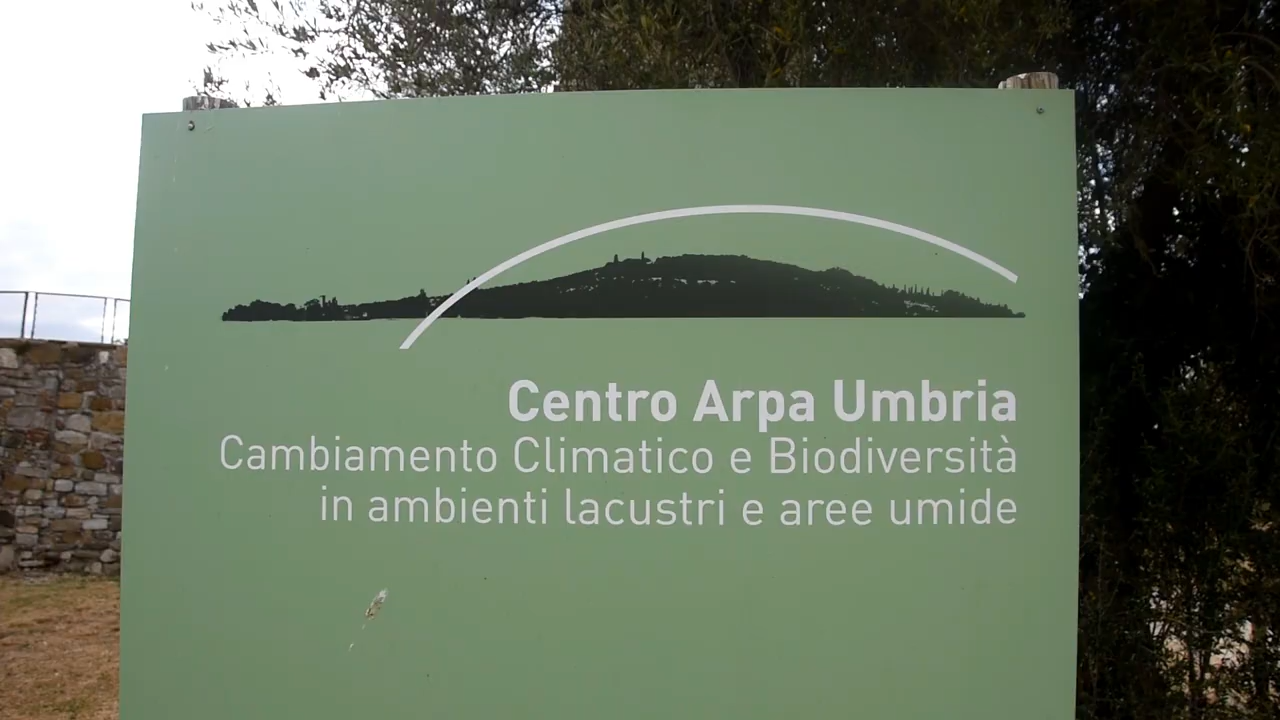 Centro Arpa Umbria
Cambiamento Climatico e Biodiversità
in ambienti lacustri e aree umide